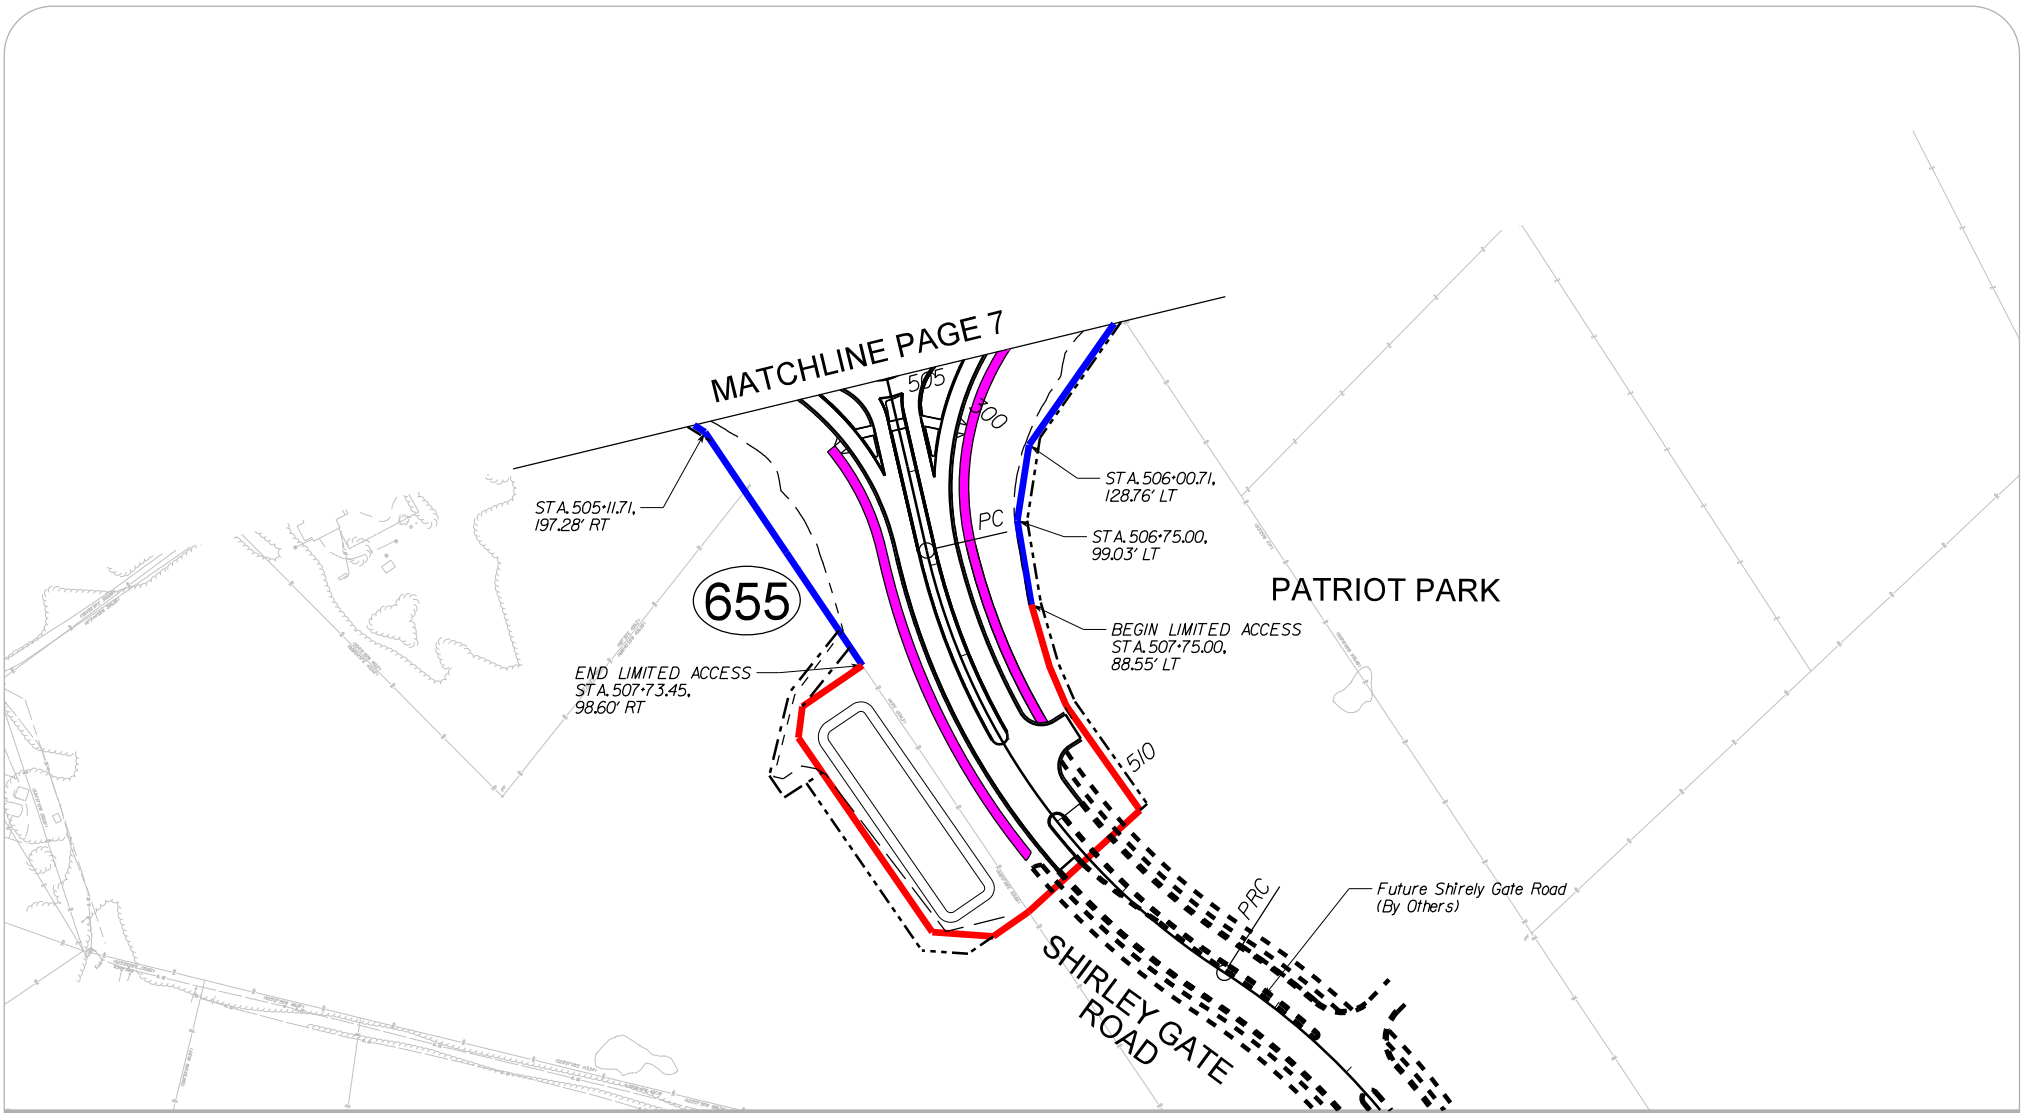 MATCHLINE PAGE 7
505
300
STA.505+11.71,
197.28' RT
STA.506+00.71,
128.76' LT
PC
STA.506+75.00,
99.03' LT
655
PATRIOT PARK
BEGIN LIMITED ACCESS
STA.507+75.00,
88.55' LT
END LIMITED ACCESS
STA.507+73.45,
98.60' RT
510
PRC
Future Shirely Gate Road
(By Others)
SHIRLEY GATE
ROAD